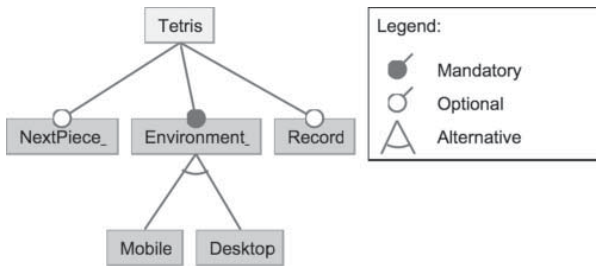 Tetris
NextPiece_
Environment_
Record
Mobile
Desktop
Legend:
Mandatory
Optional
Alternative